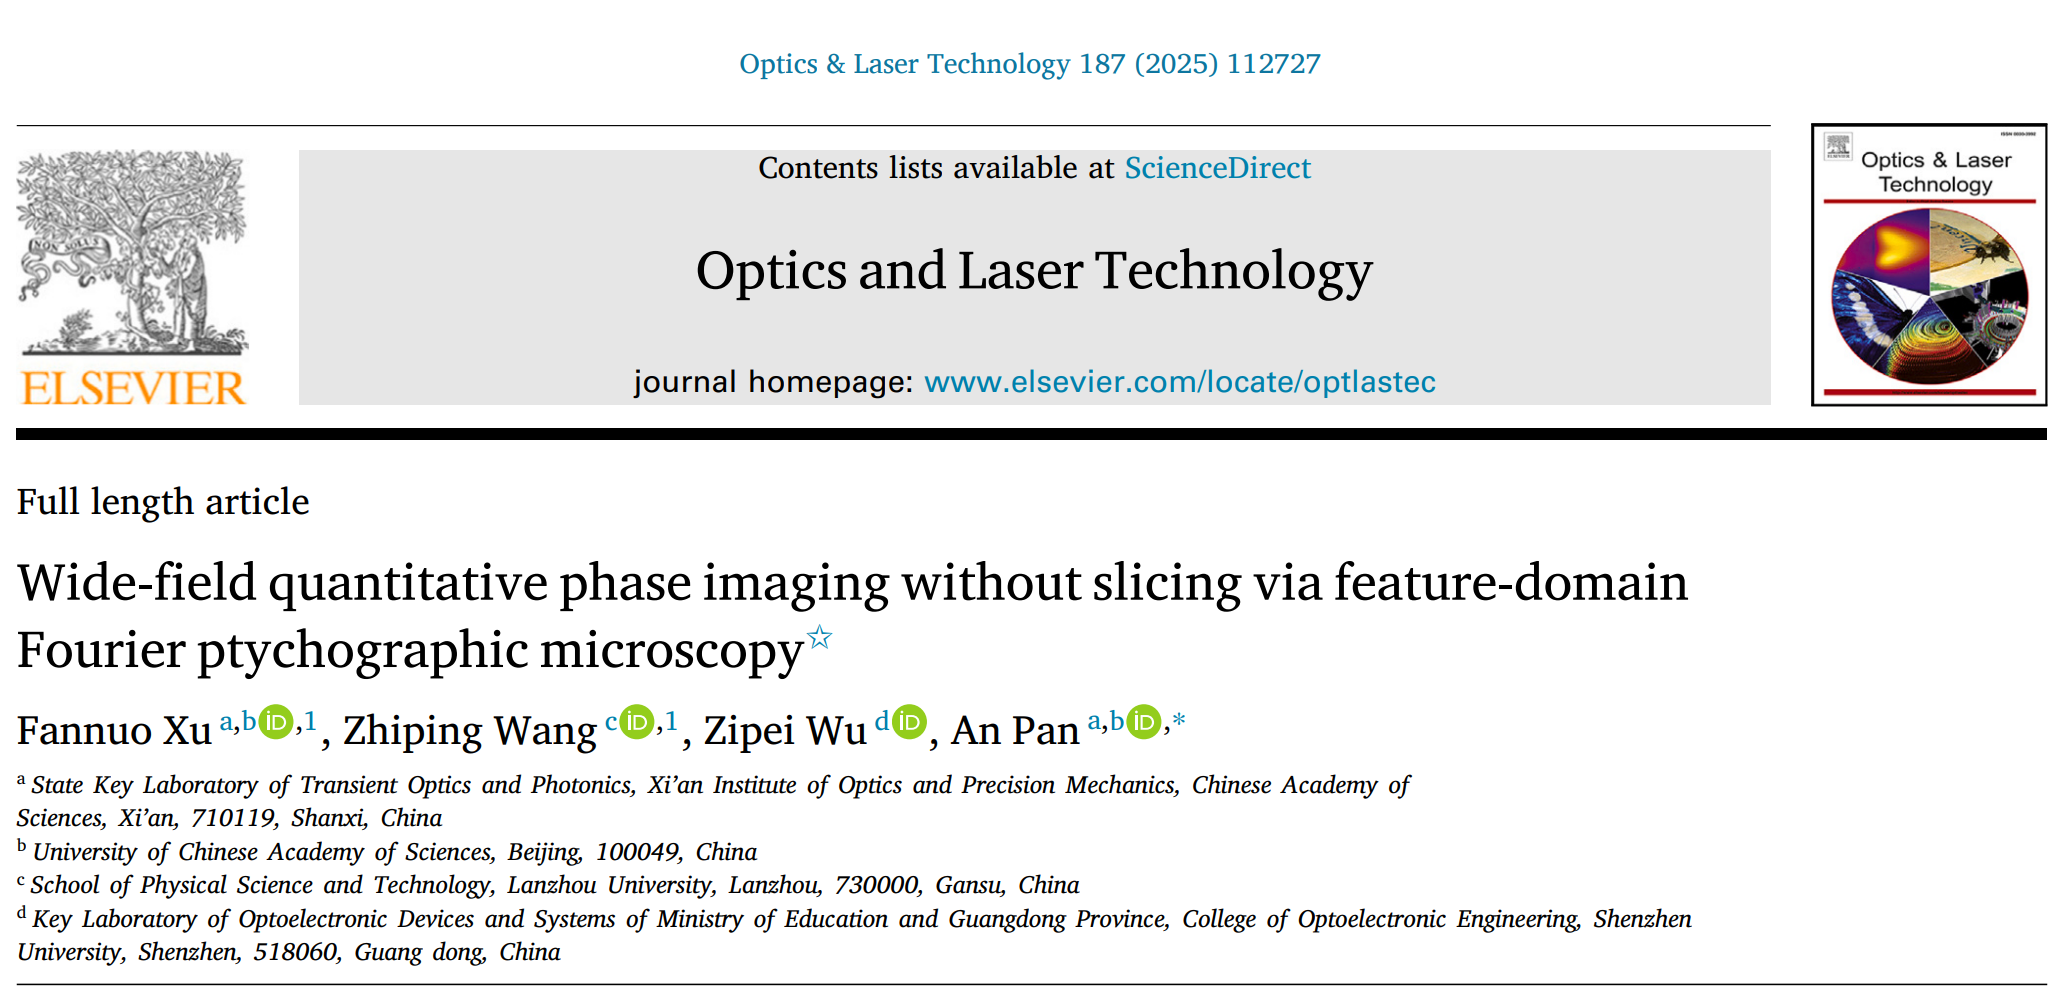 Optics & Laser Technology 187 (2025) 112727
Contents lists available at ScienceDirect
Optics and Laser Technology
journal homepage: www.elsevier.com/locate/optlastec
NON SOLUS
ELSEVIER
Optics & Laser
Technology
Full length article
Wide-field quantitative phase imaging without slicing via feature-domain
Fourier ptychographic microscopy☆
Fannuo Xu a,b iD ,1, Zhiping Wang c iD ,1, Zipei Wu d iD , An Pan a,b iD ,*
a State Key Laboratory of Transient Optics and Photonics, Xi’an Institute of Optics and Precision Mechanics, Chinese Academy of
Sciences, Xi’an, 710119, Shanxi, China
b University of Chinese Academy of Sciences, Beijing, 100049, China
c School of Physical Science and Technology, Lanzhou University, Lanzhou, 730000, Gansu, China
d Key Laboratory of Optoelectronic Devices and Systems of Ministry of Education and Guangdong Province, College of Optoelectronic Engineering, Shenzhen
University, Shenzhen, 518060, Guang dong, China